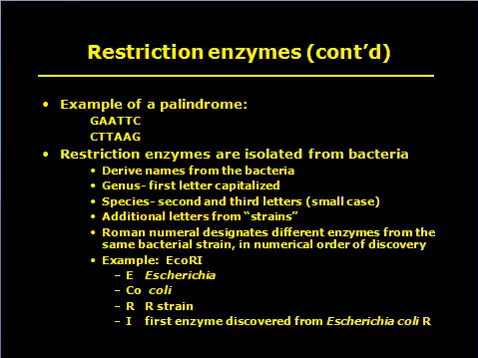 Restriction enzymes (cont’d)
• Example of a palindrome:
GAATTC
CTTAAG
• Restriction enzymes are isolated from bacteria
• Derive names from the bacteria
• Genus- first letter capitalized
• Species- second and third letters (small case)
• Additional letters from “strains”
• Roman numeral designates different enzymes from the
same bacterial strain, in numerical order of discovery
• Example: EcoRI
– E Escherichia
– Co coli
– R R strain
– I first enzyme discovered from Escherichia coli R